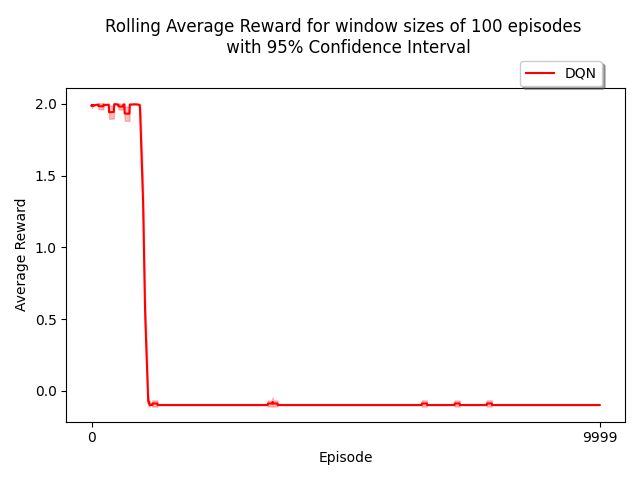 Rolling Average Reward for window sizes of 100 episodes
with 95% Confidence Interval
DQN
2.0
1.5
1.0
0.5
0.0
Average Reward
0
9999
Episode